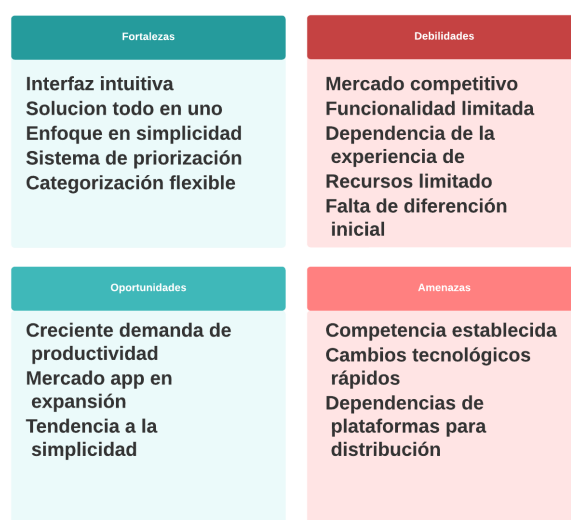 Fortalezas
Interfaz intuitiva
Solucion todo en uno
Enfoque en simplicidad
Sistema de priorización
Categorización flexible
Debilidades
Mercado competitivo
Funcionalidad limitada
Dependencia de la
experiencia de
Recursos limitado
Falta de diferención
inicial
Oportunidades
Creciente demanda de
productividad
Mercado app en
expansión
Tendencia a la
simplicidad
Amenazas
Competencia establecida
Cambios tecnológicos
rápidos
Dependencias de
plataformas para
distribución